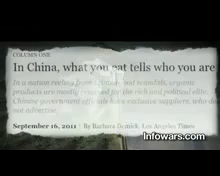 COLUMN ONE
In China, what you eat tells who you are
In a nation reeling from food scandals, organic
products are mostly reserved for the rich and political elite.
Chinese government officials have exclusive suppliers, who do
not advertise.
September 16, 2011 | By Barbara Demick, Los Angeles Times
Infowars.com